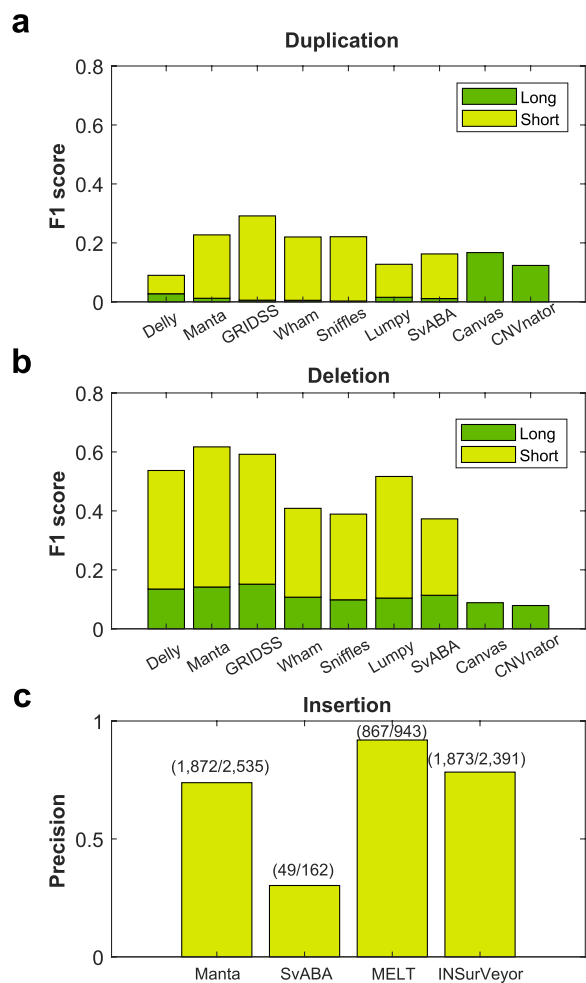 a
Duplication
0.8
0.6
0.4
0.2
0
F1 score
Long
Short
Delly
Manta
GRIDSS
Wham
Sniffles
Lumpy
SvABA
Canvas
CNVnator
b
Deletion
0.8
0.6
0.4
0.2
0
F1 score
Long
Short
Delly
Manta
GRIDSS
Wham
Sniffles
Lumpy
SvABA
Canvas
CNVnator
c
Insertion
1
0.5
0
Precision
(1,872/2,535)
(49/162)
(867/943)
(1,873/2,391)
Manta
SvABA
MELT
INSurVeyor